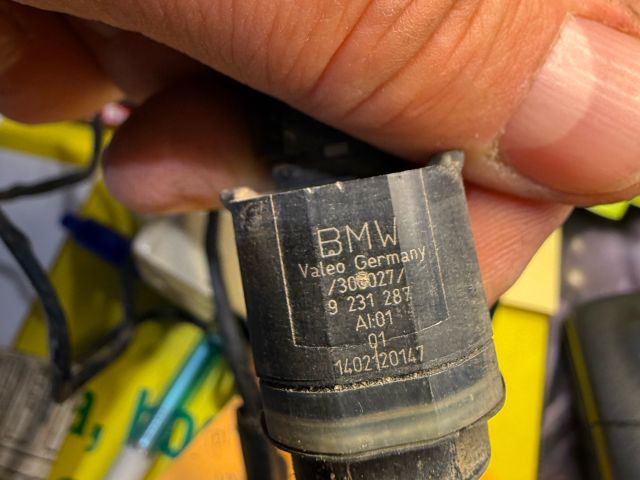 BMW
Valeo Germany
/300027/
9 231 287
AI:01
01
1402120147